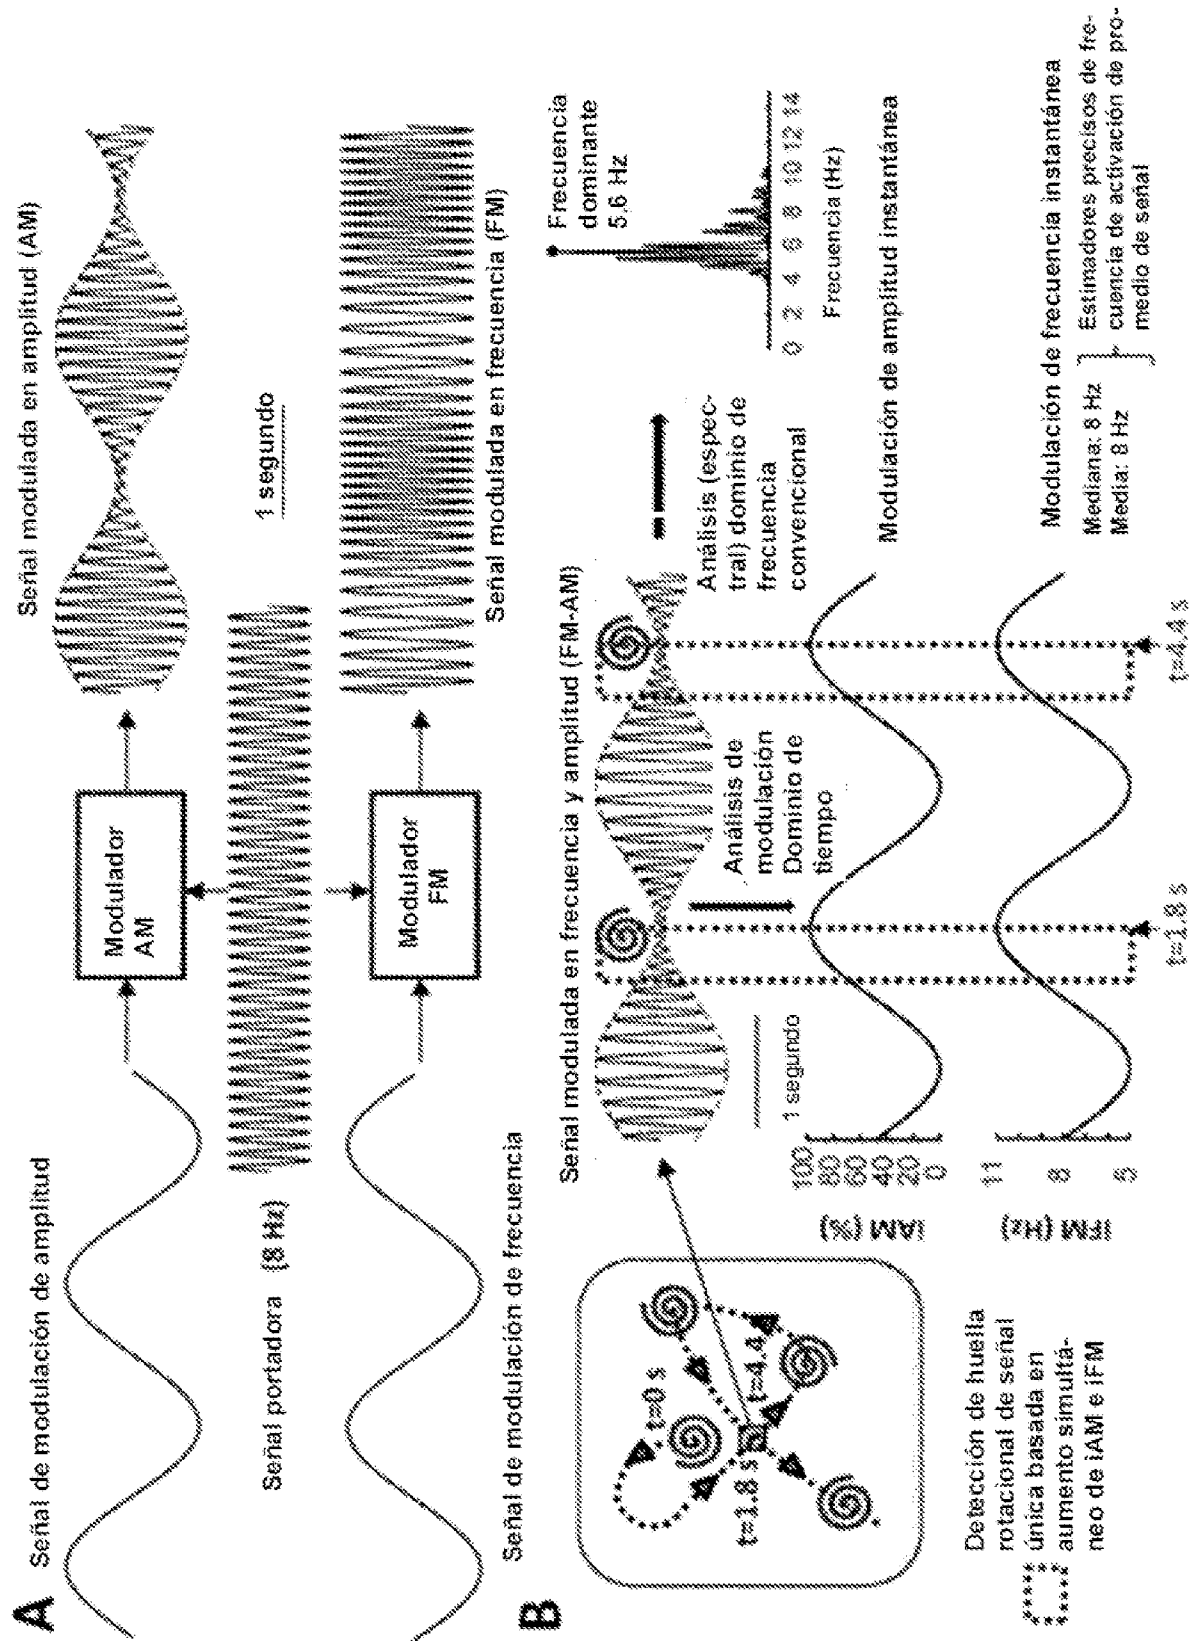 A
Señal de modulación de amplitud
Modulador
AM
Señal modulada en amplitud (AM)
Señal portadora (8 Hz)
1 segundo
Señal de modulación de frecuencia
Modulador
FM
Señal modulada en frecuencia (FM)
B
t=0 s
t=1.8 s
t=4.4
Señal modulada en frecuencia y amplitud (FM-AM)
1 segundo
Análisis de
modulación
Dominio de
tiempo
Análisis (espec-
tral) dominio de
frecuencia
convencional
Frecuencia
dominante
5.6 Hz
0 2 4 6 8 10 12 14
Frecuencia (Hz)
iAM (%)
100
80
60
40
20
0
Modulación de amplitud instantánea
iFM (Hz)
11
8
5
Modulación de frecuencia instantánea
Mediana: 8 Hz
Media: 8 Hz
Estimadores precisos de fre-
cuencia de activación de pro-
medio de señal
t=1.8 s
t=4.4 s
Detección de huella
rotacional de señal
única basada en
aumento simultá-
neo de iAM e iFM